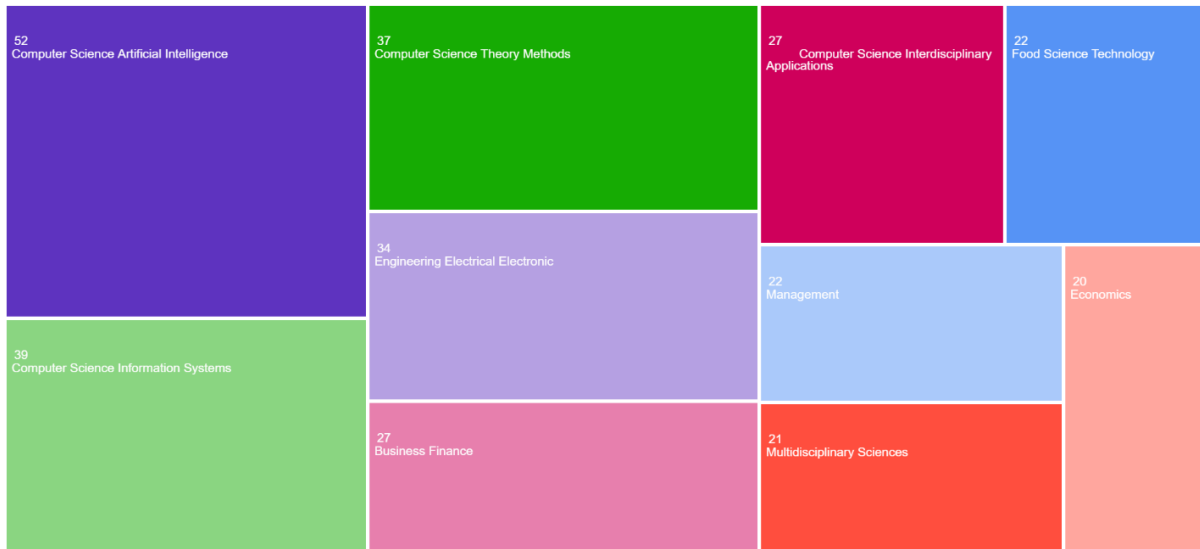 52
Computer Science Artificial Intelligence
39
Computer Science Information Systems
37
Computer Science Theory Methods
34
Engineering Electrical Electronic
27
Business Finance
27
Computer Science Interdisciplinary
Applications
22
Food Science Technology
22
Management
21
Multidisciplinary Sciences
20
Economics